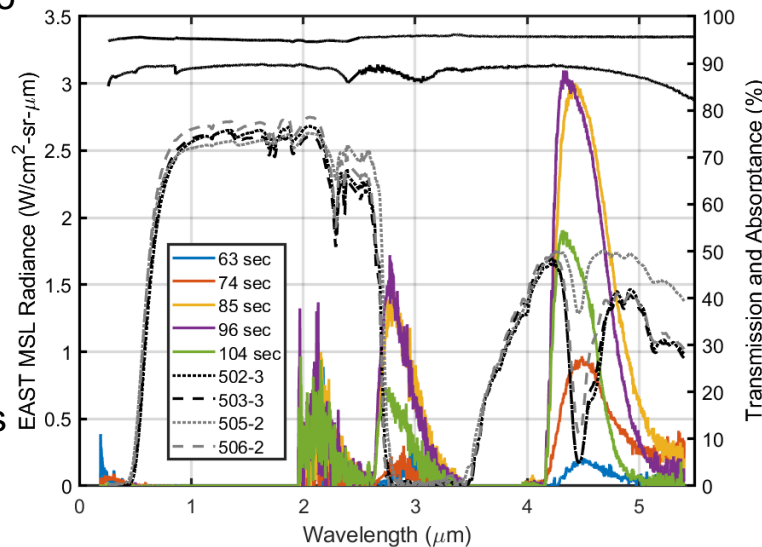 3.5
3
2.5
2
1.5
1
0.5
0
EAST MSL Radiance (W/cm²-sr-μm)
100
90
80
70
60
50
40
30
20
10
0
Transmission and Absorptance (%)
63 sec
74 sec
85 sec
96 sec
104 sec
502-3
503-3
505-2
506-2
s
0 1 2 3 4 5
Wavelength (μm)